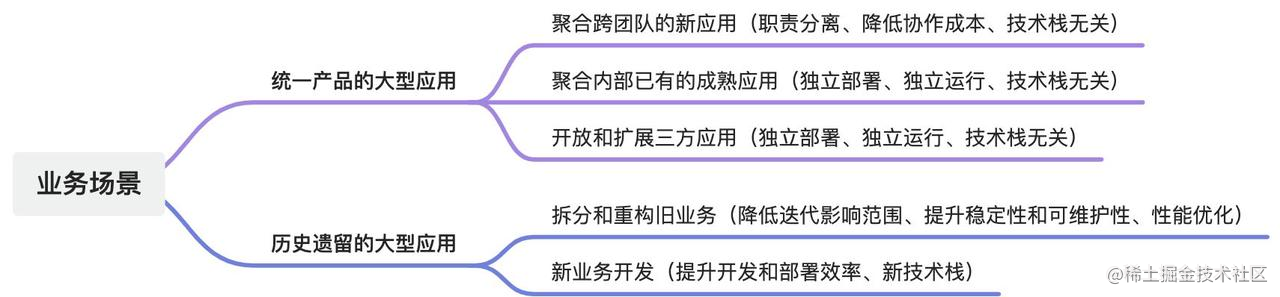 业务场景
统一产品的大型应用
聚合跨团队的新应用（职责分离、降低协作成本、技术栈无关）
聚合内部已有的成熟应用（独立部署、独立运行、技术栈无关）
开放和扩展三方应用（独立部署、独立运行、技术栈无关）
历史遗留的大型应用
拆分和重构旧业务（降低迭代影响范围、提升稳定性和可维护性、性能优化）
新业务开发（提升开发和部署效率、新技术栈）
@稀土掘金技术社区